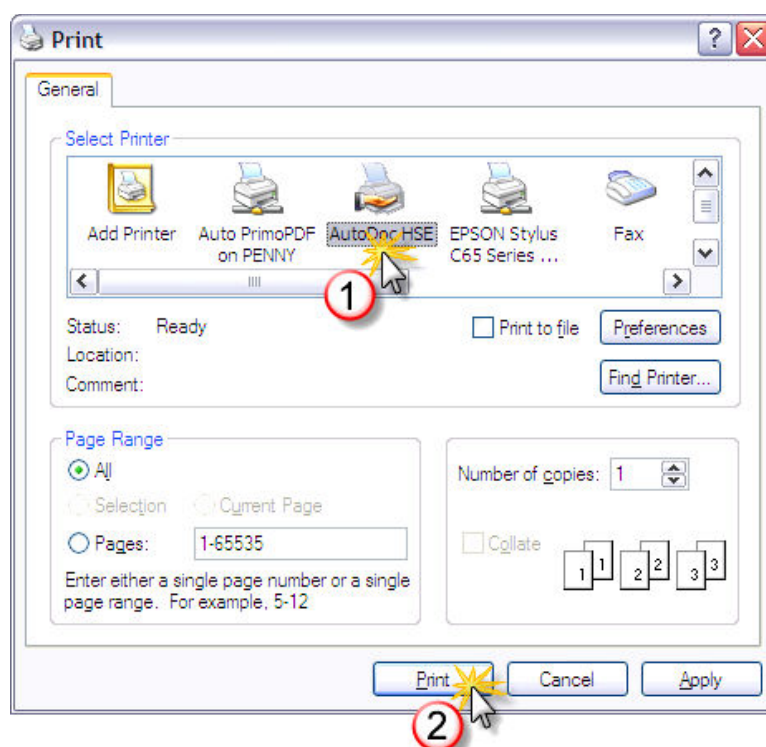 Print
General
Select Printer
Add Printer
Auto PrimoPDF
on PENNY
AutoDoc HSE
EPSON Stylus
C65 Series ...
Fax
1
Status: Ready
Location:
Comment:
Print to file
Preferences
Find Printer...
Page Range
All
Selection
Current Page
Pages: 1-65535
Enter either a single page number or a single
page range. For example, 5-12
Number of copies: 1
Collate
1 1 2 2 3 3
Print
Cancel
Apply
2